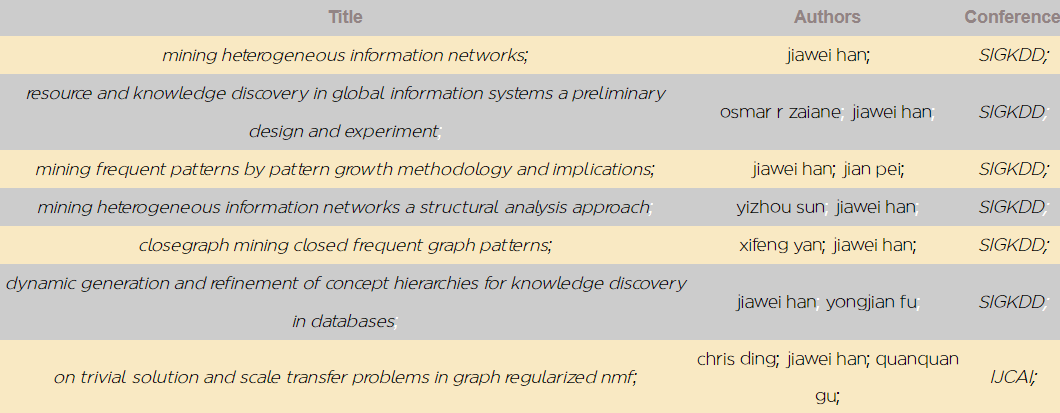 Title Authors Conference
mining heterogeneous information networks; jiawei han; SIGKDD;
resource and knowledge discovery in global information systems a preliminary
design and experiment; osmar r zaiane; jiawei han; SIGKDD;
mining frequent patterns by pattern growth methodology and implications; jiawei han; jian pei; SIGKDD;
mining heterogeneous information networks a structural analysis approach; yizhou sun; jiawei han; SIGKDD;
closegraph mining closed frequent graph patterns; xifeng yan; jiawei han; SIGKDD;
dynamic generation and refinement of concept hierarchies for knowledge discovery
in databases; jiawei han; yongjian fu; SIGKDD;
on trivial solution and scale transfer problems in graph regularized nmf; chris ding; jiawei han; quanquan
gu; IJCAI;